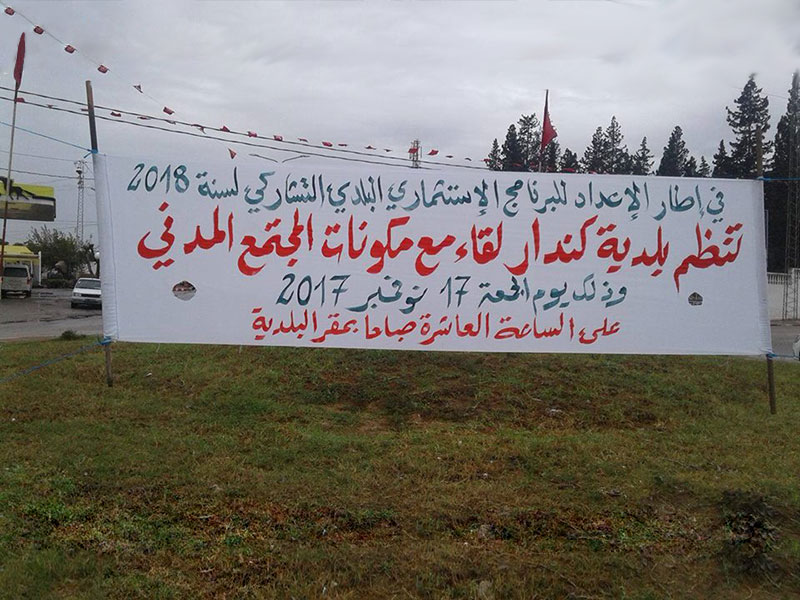 في إطار الإعداد للبرنامج الإستثماري البلدي التشاركي لسنة 2018
تنظم بلدية كندار لقاء مع مكونات المجتمع المدني
وذلك يوم الجمعة 17 نوفمبر 2017
على الساعة العاشرة صباحا بمقر البلدية